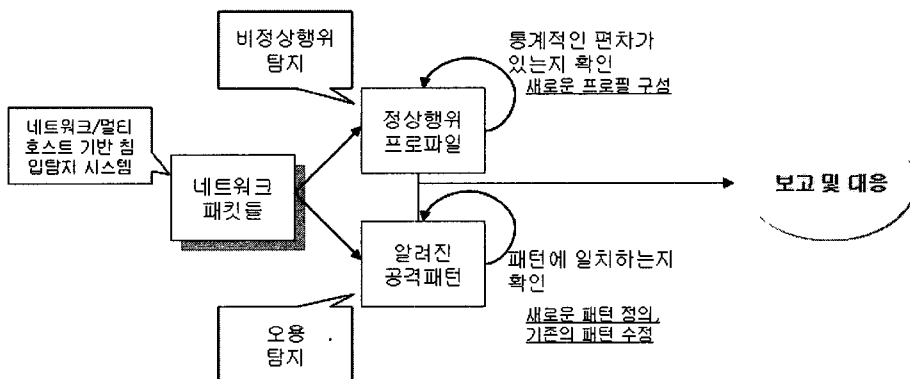 비정상행위
탐지
통계적인 편차가
있는지 확인
새로운 프로필 구성
네트워크/멀티
호스트 기반 침
입탐지 시스템
정상행위
프로파일
네트워크
패킷들
보고 및 대응
알려진
공격패턴
패턴에 일치하는지
확인
새로운 패턴 정의,
기존의 패턴 수정
오용
탐지